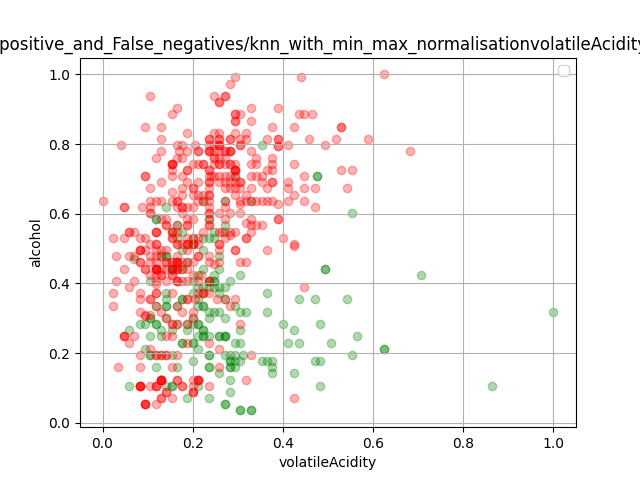 positive_and_False_negatives/knn_with_min_max_normalisationvolatileAcidity
1.0
0.8
0.6
0.4
0.2
0.0
alcohol
0.0 0.2 0.4 0.6 0.8 1.0
volatileAcidity